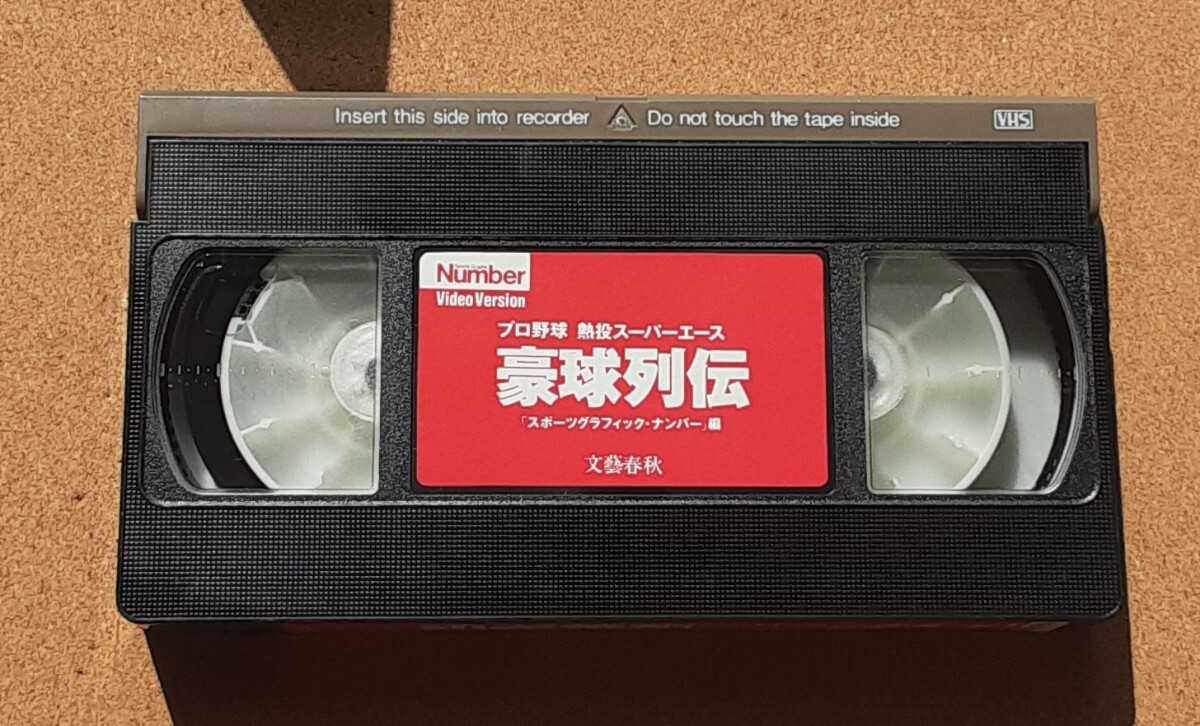 Insert this side into recorder Do not touch the tape inside VHS
Sports Graphic
Number
Video Version
プロ野球 熱投スーパーエース
豪球列伝
「スポーツグラフィック・ナンバー」編
文藝春秋